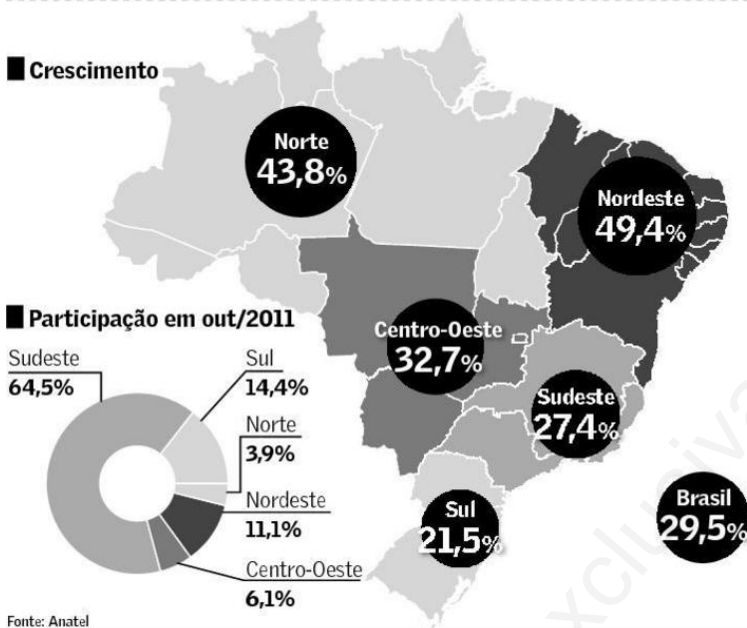 Crescimento
Norte
43,8%
Nordeste
49,4%
Centro-Oeste
32,7%
Sudeste
27,4%
Sul
21,5%
Brasil
29,5%
Participação em out/2011
Sudeste
64,5%
Sul
14,4%
Norte
3,9%
Nordeste
11,1%
Centro-Oeste
6,1%
Fonte: Anatel